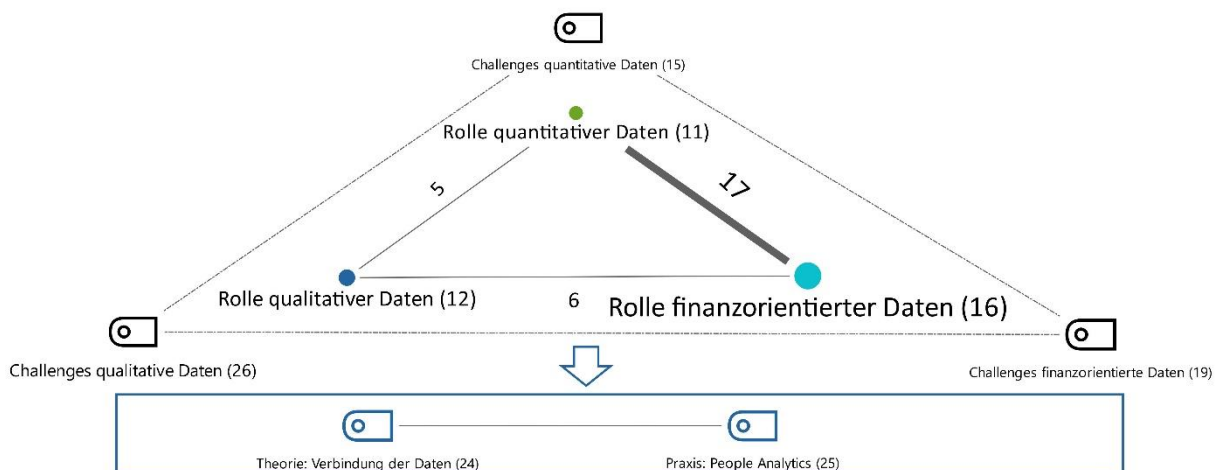 Challenges quantitative Daten (15)
Rolle quantitativer Daten (11)
5
17
Rolle qualitativer Daten (12)
6
Rolle finanzorientierter Daten (16)
Challenges qualitative Daten (26)
Challenges finanzorientierte Daten (19)
Theorie: Verbindung der Daten (24)
Praxis: People Analytics (25)